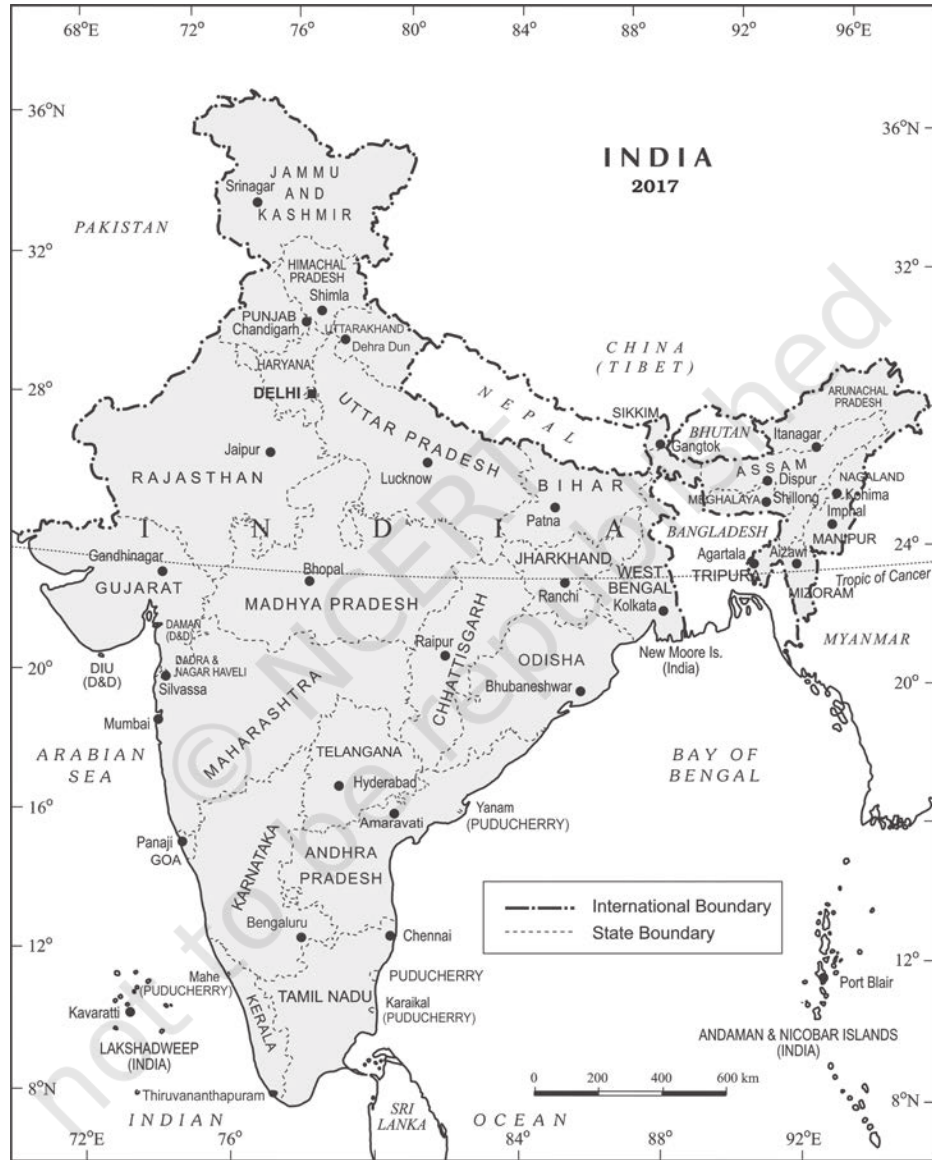 68°E
72°
76°
80°
84°
88°
92°
96°E
36°N
36°N
INDIA
2017
JAMMU
AND
KASHMIR
Srinagar
PAKISTAN
32°
32°
HIMACHAL
PRADESH
Shimla
PUNJAB
Chandigarh
UTTARAKHAND
Dehra Dun
CHINA
(TIBET)
HARYANA
28°
28°
DELHI
NEPAL
SIKKIM
BHUTAN
ARUNACHAL
PRADESH
Itanagar
Gangtok
UTTAR PRADESH
Jaipur
RAJASTHAN
Lucknow
BIHAR
ASSAM
Dispur
NAGALAND
MEGHALAYA
Shillong
Kohima
Imphal
Patna
INDIA
BANGLADESH
MANIPUR
24°
Gandhinagar
JHARKHAND
Agartala
Aizawl
GUJARAT
Bhopal
WEST
BENGAL
TRIPURA
Tropic of Cancer
MADHYA PRADESH
Ranchi
Kolkata
MIZORAM
DAMAN
(D&D)
CHHATTISGARH
MYANMAR
DIU
(D&D)
20°
DADRA &
NAGAR HAVELI
Silvassa
Raipur
ODISHA
New Moore Is.
(India)
20°
Bhubaneshwar
Mumbai
MAHARASHTRA
ARABIAN
SEA
TELANGANA
BAY OF
BENGAL
Hyderabad
16°
Amaravati
Yanam
(PUDUCHERRY)
Panaji
GOA
KARNATAKA
ANDHRA
PRADESH
International Boundary
State Boundary
12°
Bengaluru
Chennai
12°
Mahe
(PUDUCHERRY)
PUDUCHERRY
Port Blair
Kavaratti
KERALA
TAMIL NADU
Karaikal
(PUDUCHERRY)
LAKSHADWEEP
(INDIA)
ANDAMAN & NICOBAR ISLANDS
(INDIA)
0 200 400 600 km
8°N
Thiruvananthapuram
8°N
INDIAN
SRI
LANKA
OCEAN
72°E
76°
84°
88°
92°E
© NCERT
not to be republished